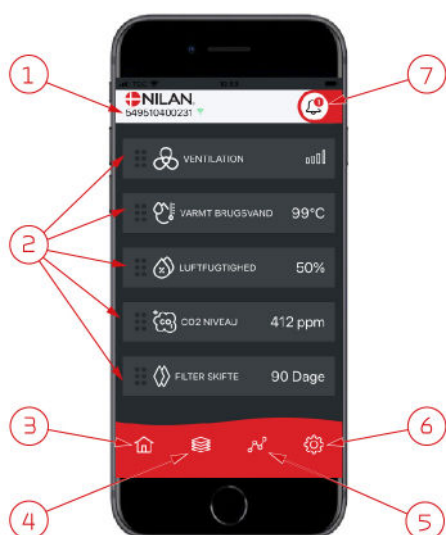 1
7
NILAN
549510400231
VENTILATION
2
VARMT BRUGSVAND 99°C
LUFTFUGTIGHED 50%
CO2 NIVEAU 412 ppm
FILTER SKIFTE 90 Dage
3
6
4
5